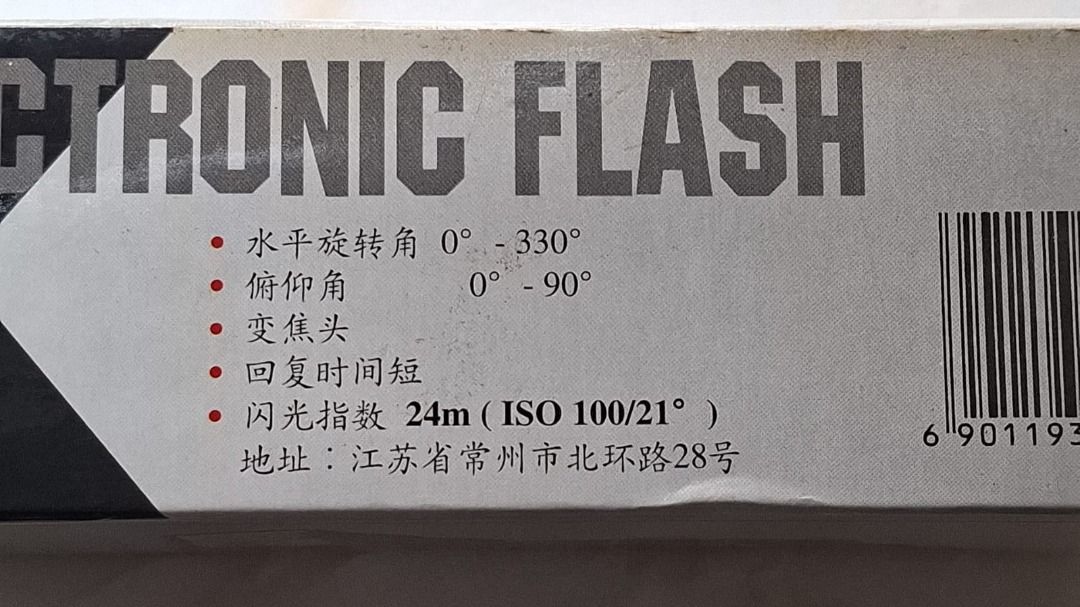 CTRONIC FLASH
• 水平旋转角 0° - 330°
• 俯仰角 0° - 90°
• 变焦头
• 回复时间短
• 闪光指数 24m ( ISO 100/21° )
地址：江苏省常州市北环路28号
6 901193